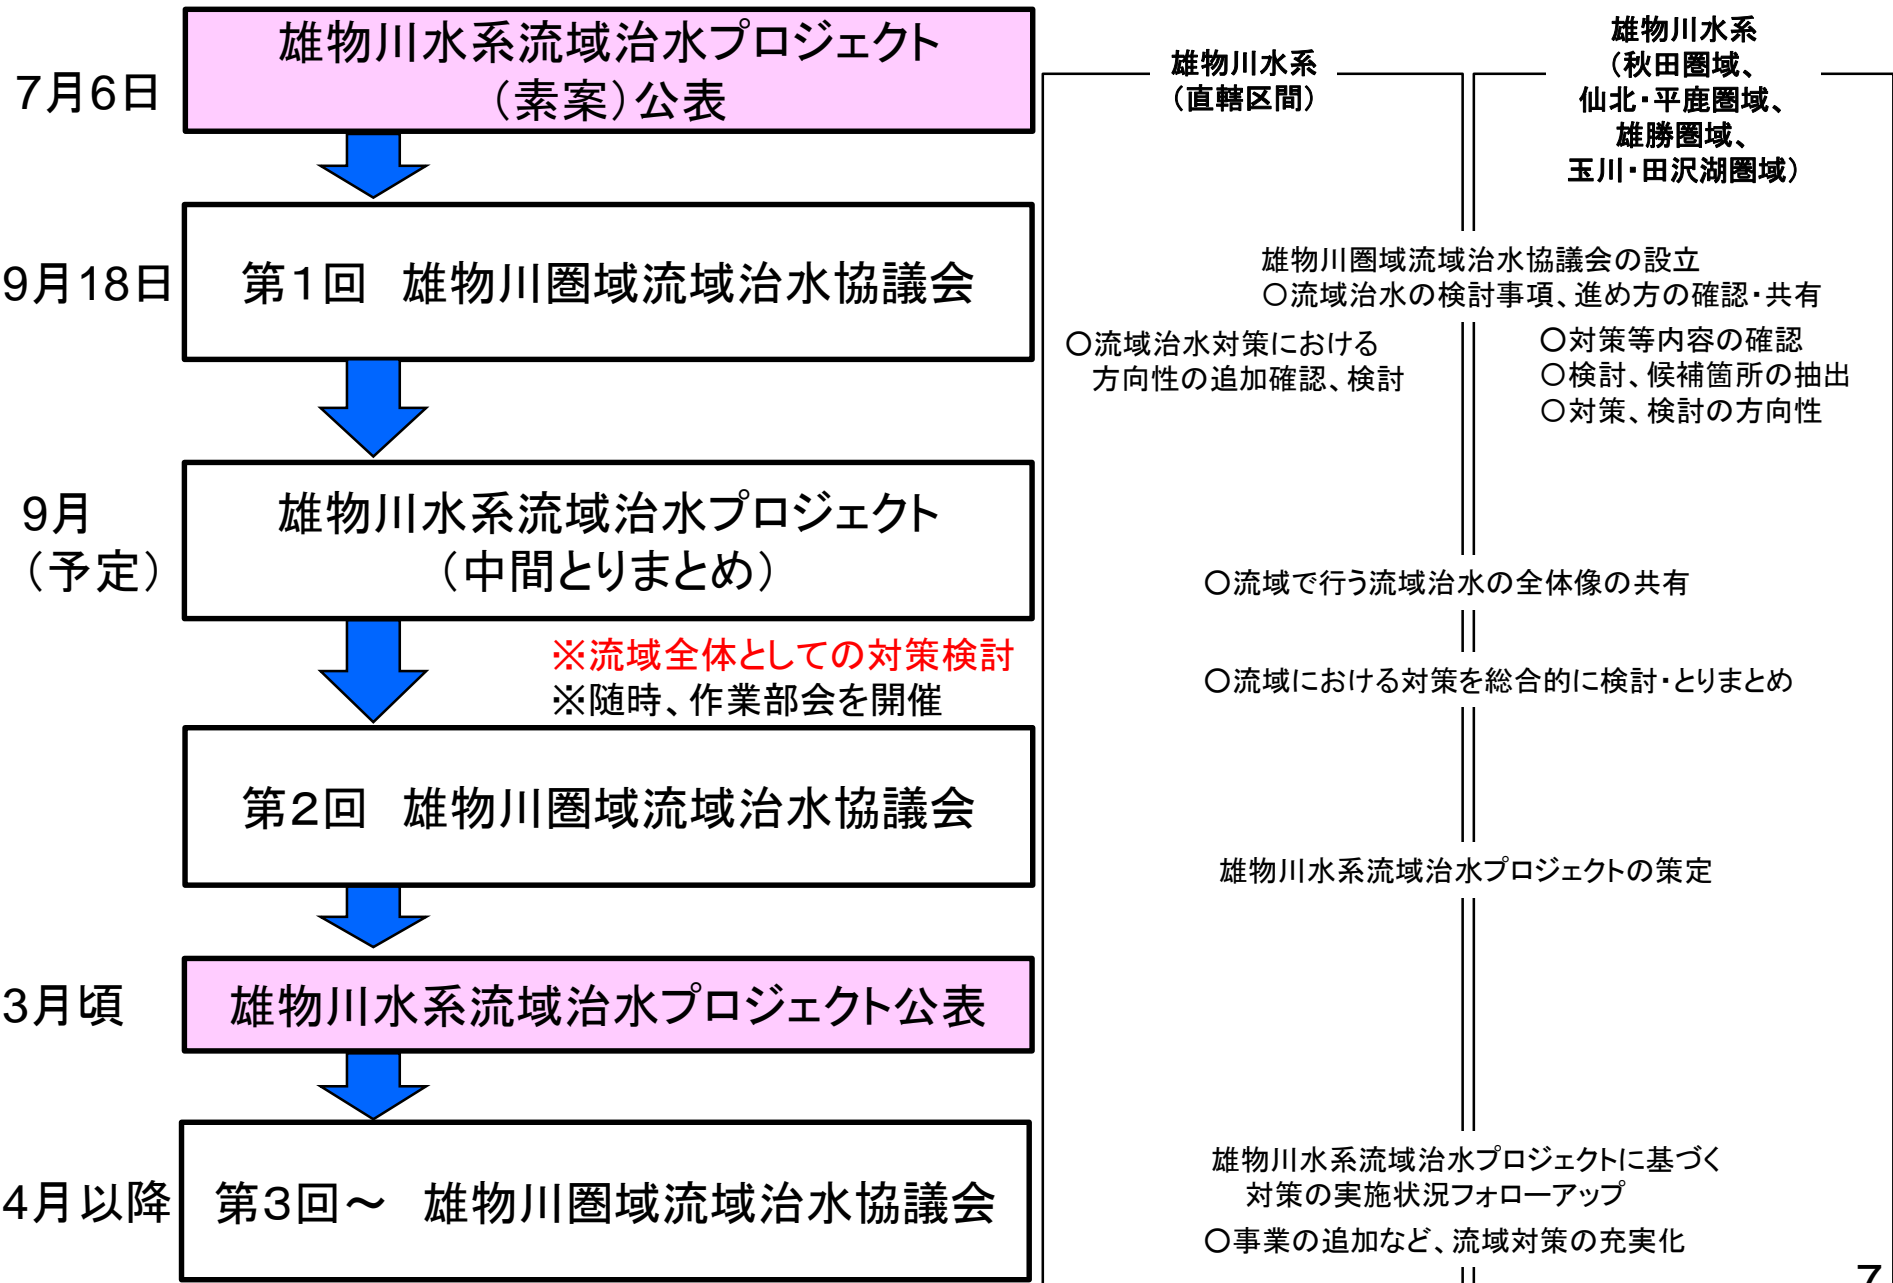 7月6日
雄物川水系流域治水プロジェクト
（素案）公表
9月18日
第１回　雄物川圏域流域治水協議会
9月
（予定）
雄物川水系流域治水プロジェクト
（中間とりまとめ）
※流域全体としての対策検討
※随時、作業部会を開催
第２回　雄物川圏域流域治水協議会
3月頃
雄物川水系流域治水プロジェクト公表
4月以降
第３回～　雄物川圏域流域治水協議会
雄物川水系
（直轄区間）
雄物川水系
（秋田圏域、
仙北・平鹿圏域、
雄勝圏域、
玉川・田沢湖圏域）
雄物川圏域流域治水協議会の設立
○流域治水の検討事項、進め方の確認・共有
○流域治水対策における
方向性の追加確認、検討
○対策等内容の確認
○検討、候補箇所の抽出
○対策、検討の方向性
○流域で行う流域治水の全体像の共有
○流域における対策を総合的に検討・とりまとめ
雄物川水系流域治水プロジェクトの策定
雄物川水系流域治水プロジェクトに基づく
対策の実施状況フォローアップ
○事業の追加など、流域対策の充実化
7